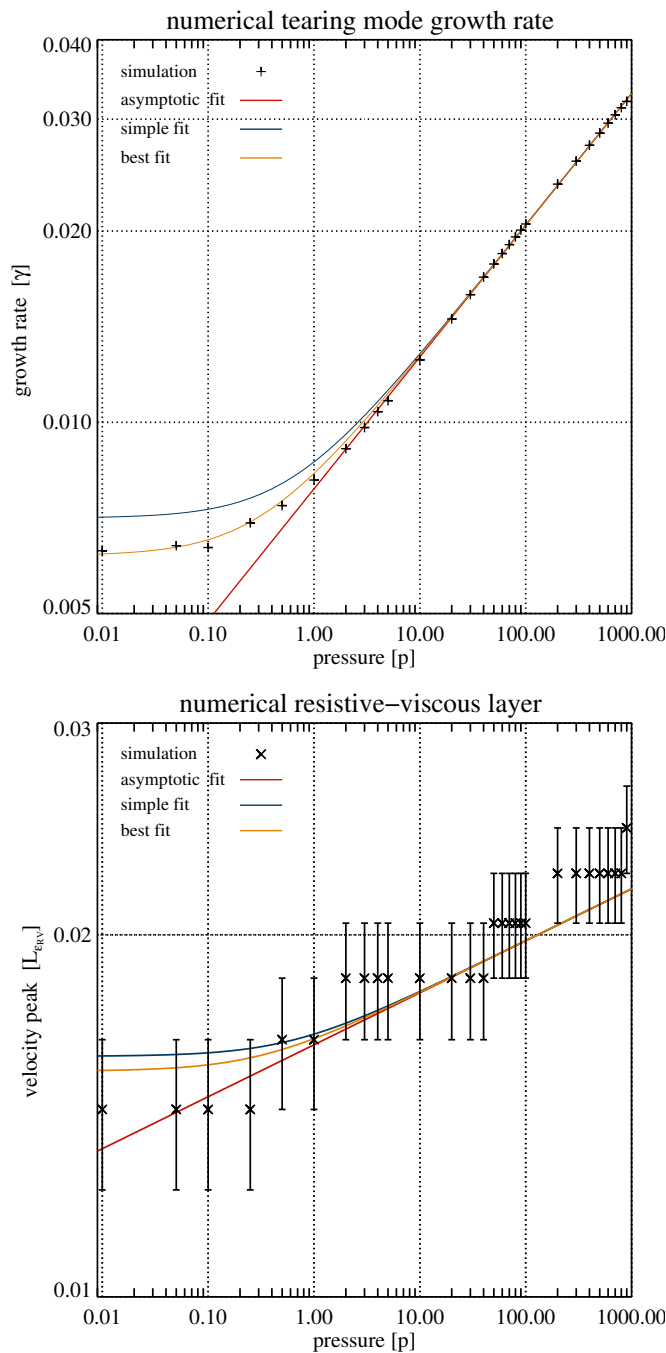 numerical tearing mode growth rate
0.040
simulation
asymptotic fit
0.030
simple fit
best fit
0.020
growth rate [γ]
0.010
0.005
0.01 0.10 1.00 10.00 100.00 1000.00
pressure [p]
numerical resistive−viscous layer
0.03
simulation
asymptotic fit
simple fit
best fit
0.02
velocity peak [L_εRV]
0.01
0.01 0.10 1.00 10.00 100.00 1000.00
pressure [p]